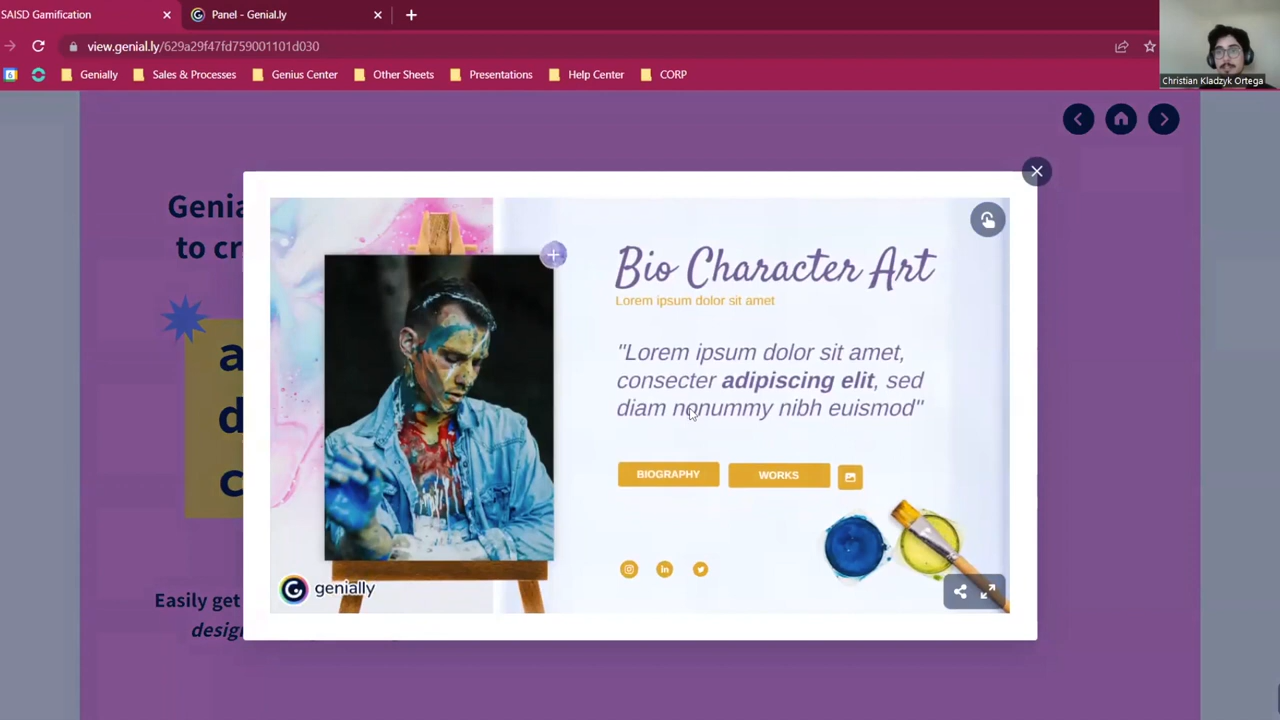 SAISD Gamification
Panel - Genial.ly
view.genial.ly/629a29f47fd759001101d030
6
Genially
Sales & Processes
Genius Center
Other Sheets
Presentations
Help Center
CORP
Christian Kladzyk Ortega
Genia
to cr
a
d
c
Easily get
design
Bio Character Art
Lorem ipsum dolor sit amet
"Lorem ipsum dolor sit amet,
consecter adipiscing elit, sed
diam nonummy nibh euismod"
BIOGRAPHY
WORKS
in
genially